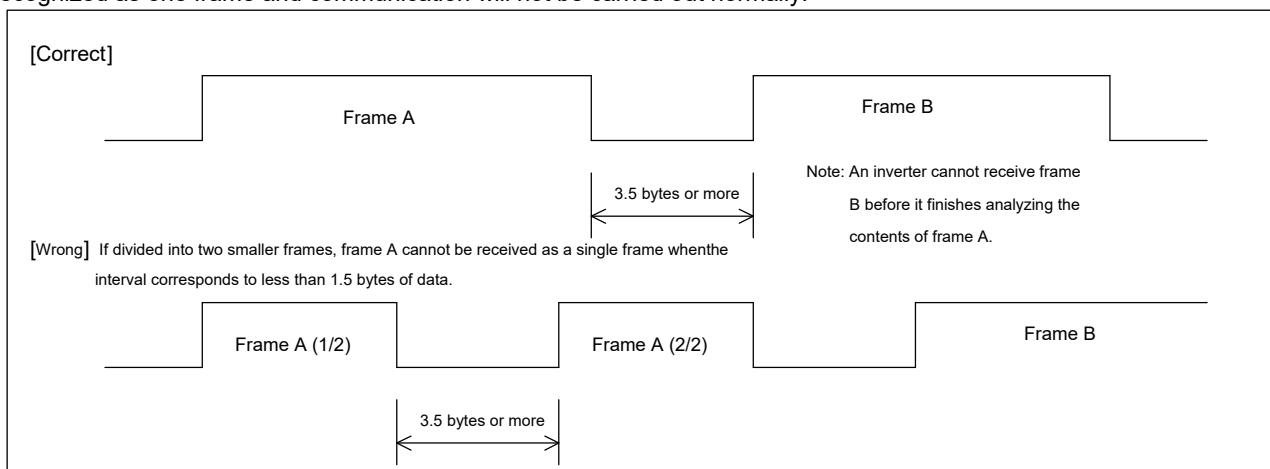 ecognized as one frame and communication will not be carried out normally.
[Correct]
Frame A
Frame B
3.5 bytes or more
Note: An inverter cannot receive frame
B before it finishes analyzing the
contents of frame A.
[Wrong] If divided into two smaller frames, frame A cannot be received as a single frame whenthe
interval corresponds to less than 1.5 bytes of data.
Frame A (1/2)
Frame A (2/2)
Frame B
3.5 bytes or more